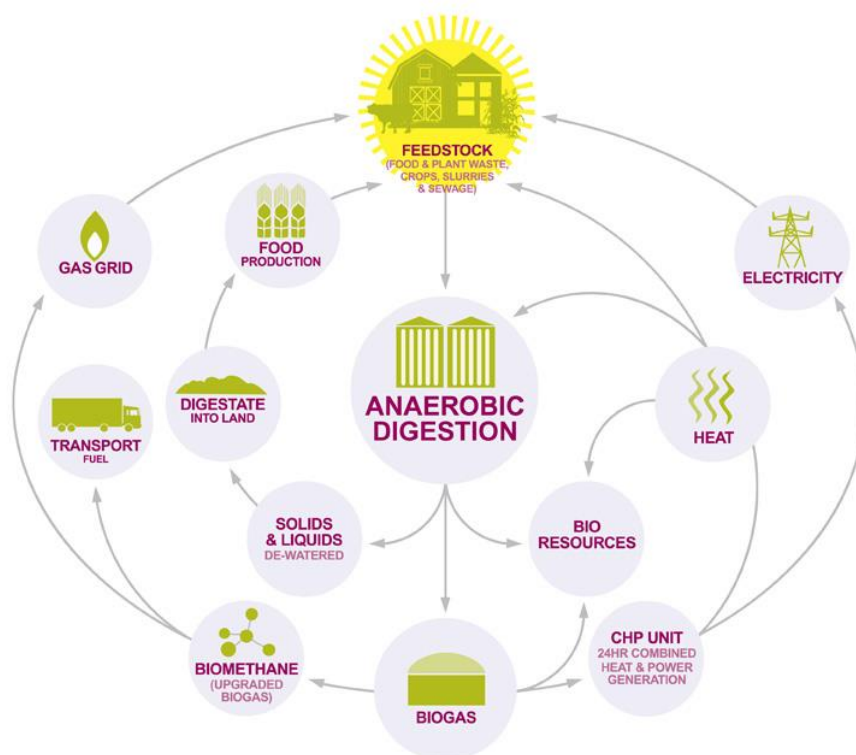 FEEDSTOCK
(FOOD & PLANT WASTE,
CROPS, SLURRIES
& SEWAGE)
GAS GRID
FOOD
PRODUCTION
ELECTRICITY
TRANSPORT
FUEL
DIGESTATE
INTO LAND
ANAEROBIC
DIGESTION
HEAT
SOLIDS
& LIQUIDS
DE-WATERED
BIO
RESOURCES
BIOMETHANE
(UPGRADED
BIOGAS)
BIOGAS
CHP UNIT
24HR COMBINED
HEAT & POWER
GENERATION